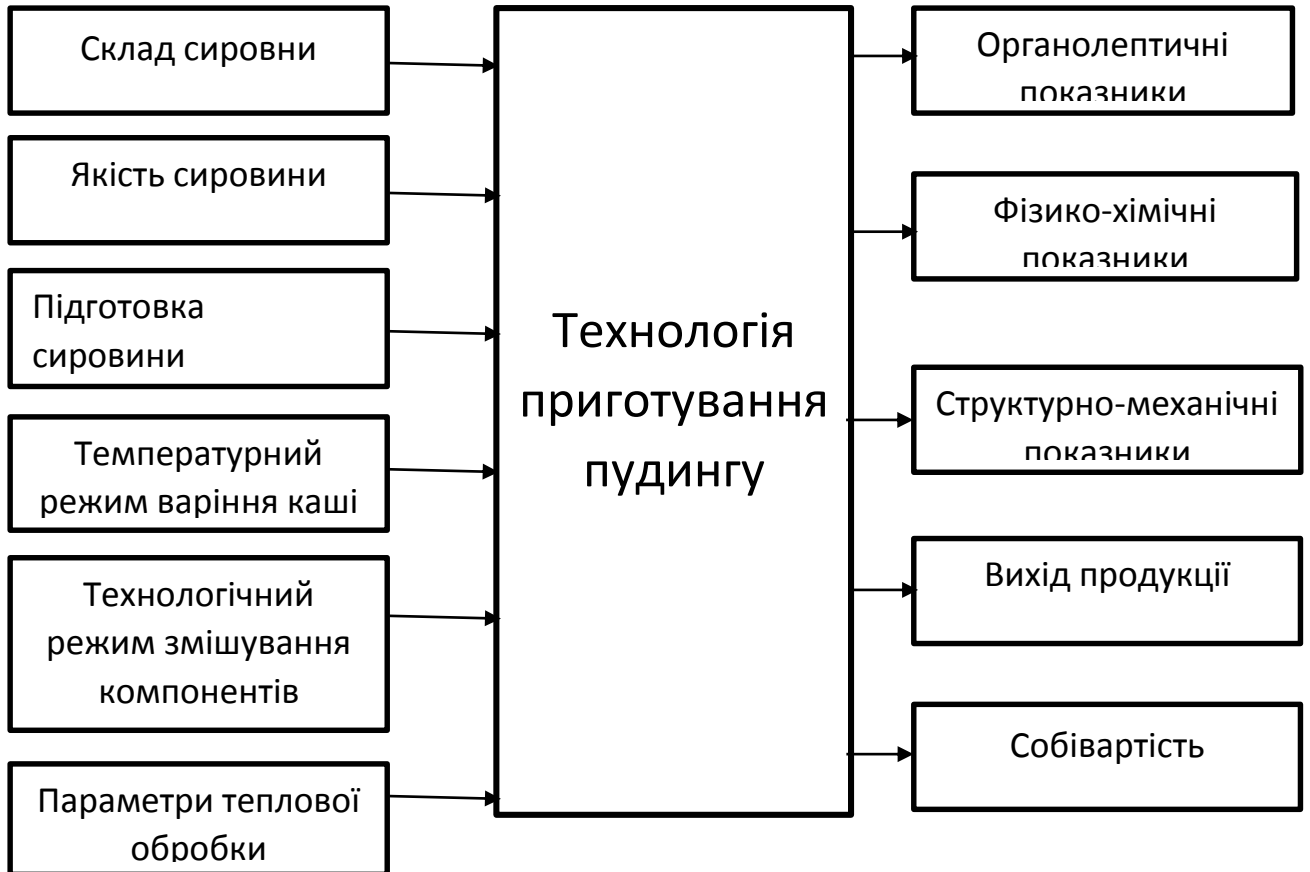 Склад сировни
Якість сировини
Підготовка
сировини
Температурний
режим варіння каші
Технологічний
режим змішування
компонентів
Параметри теплової
обробки
Технологія
приготування
пудингу
Органолептичні
показники
Фізико-хімічні
показники
Структурно-механічні
показники
Вихід продукції
Собівартість